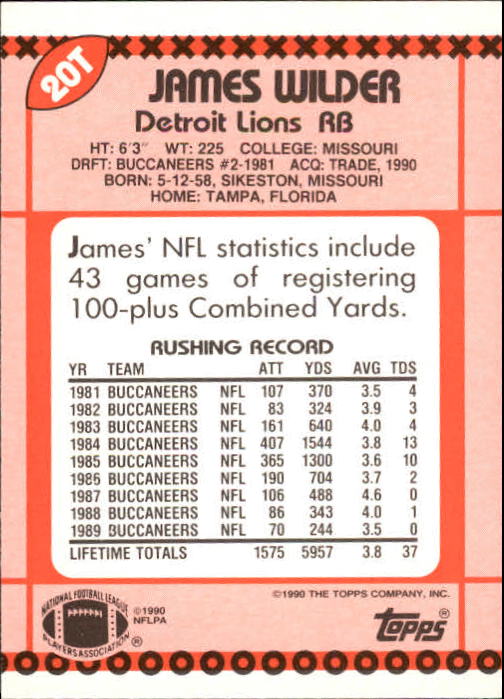 20T
JAMES WILDER
Detroit Lions RB
HT: 6'3" WT: 225 COLLEGE: MISSOURI
DRFT: BUCCANEERS #2-1981 ACQ: TRADE, 1990
BORN: 5-12-58, SIKESTON, MISSOURI
HOME: TAMPA, FLORIDA
James' NFL statistics include
43 games of registering
100-plus Combined Yards.
RUSHING RECORD
YR TEAM ATT YDS AVG TDS
1981 BUCCANEERS NFL 107 370 3.5 4
1982 BUCCANEERS NFL 83 324 3.9 3
1983 BUCCANEERS NFL 161 640 4.0 4
1984 BUCCANEERS NFL 407 1544 3.8 13
1985 BUCCANEERS NFL 365 1300 3.6 10
1986 BUCCANEERS NFL 190 704 3.7 2
1987 BUCCANEERS NFL 106 488 4.6 0
1988 BUCCANEERS NFL 86 343 4.0 1
1989 BUCCANEERS NFL 70 244 3.5 0
LIFETIME TOTALS 1575 5957 3.8 37
©1990 THE TOPPS COMPANY, INC.
NATIONAL FOOTBALL LEAGUE
PLAYERS ASSOCIATION ®
©1990
NFLPA
TOPPS®